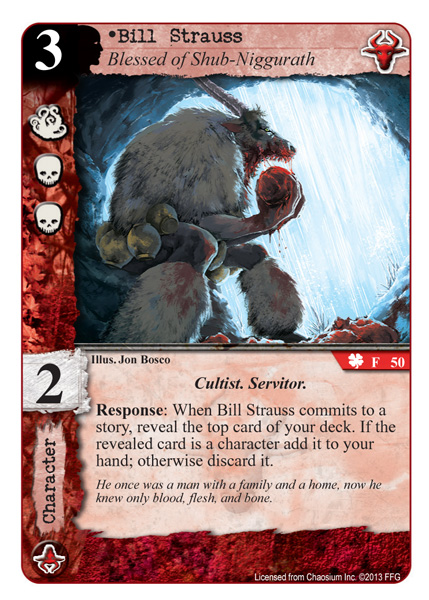 3
•Bill Strauss
Blessed of Shub-Niggurath
Illus. Jon Bosco
F 50
2
Cultist. Servitor.
Response: When Bill Strauss commits to a
story, reveal the top card of your deck. If the
revealed card is a character add it to your
hand; otherwise discard it.
He once was a man with a family and a home, now he
knew only blood, flesh, and bone.
Character
Licensed from Chaosium Inc. ©2013 FFG